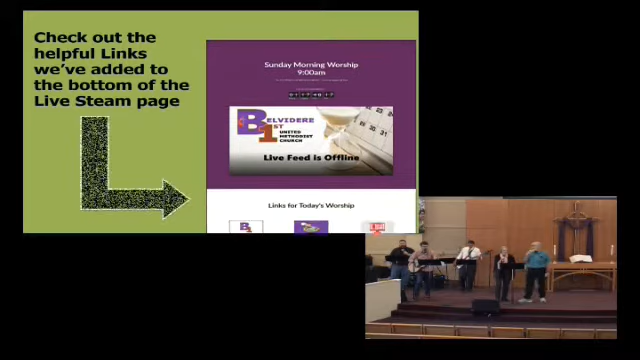 Check out the
helpful Links
we've added to
the bottom of the
Live Steam page
Sunday Morning Worship
9:00am
BELVIDERE
1ST
UNITED
METHODIST
CHURCH
Live Feed is Offline
Links for Today's Worship
B1